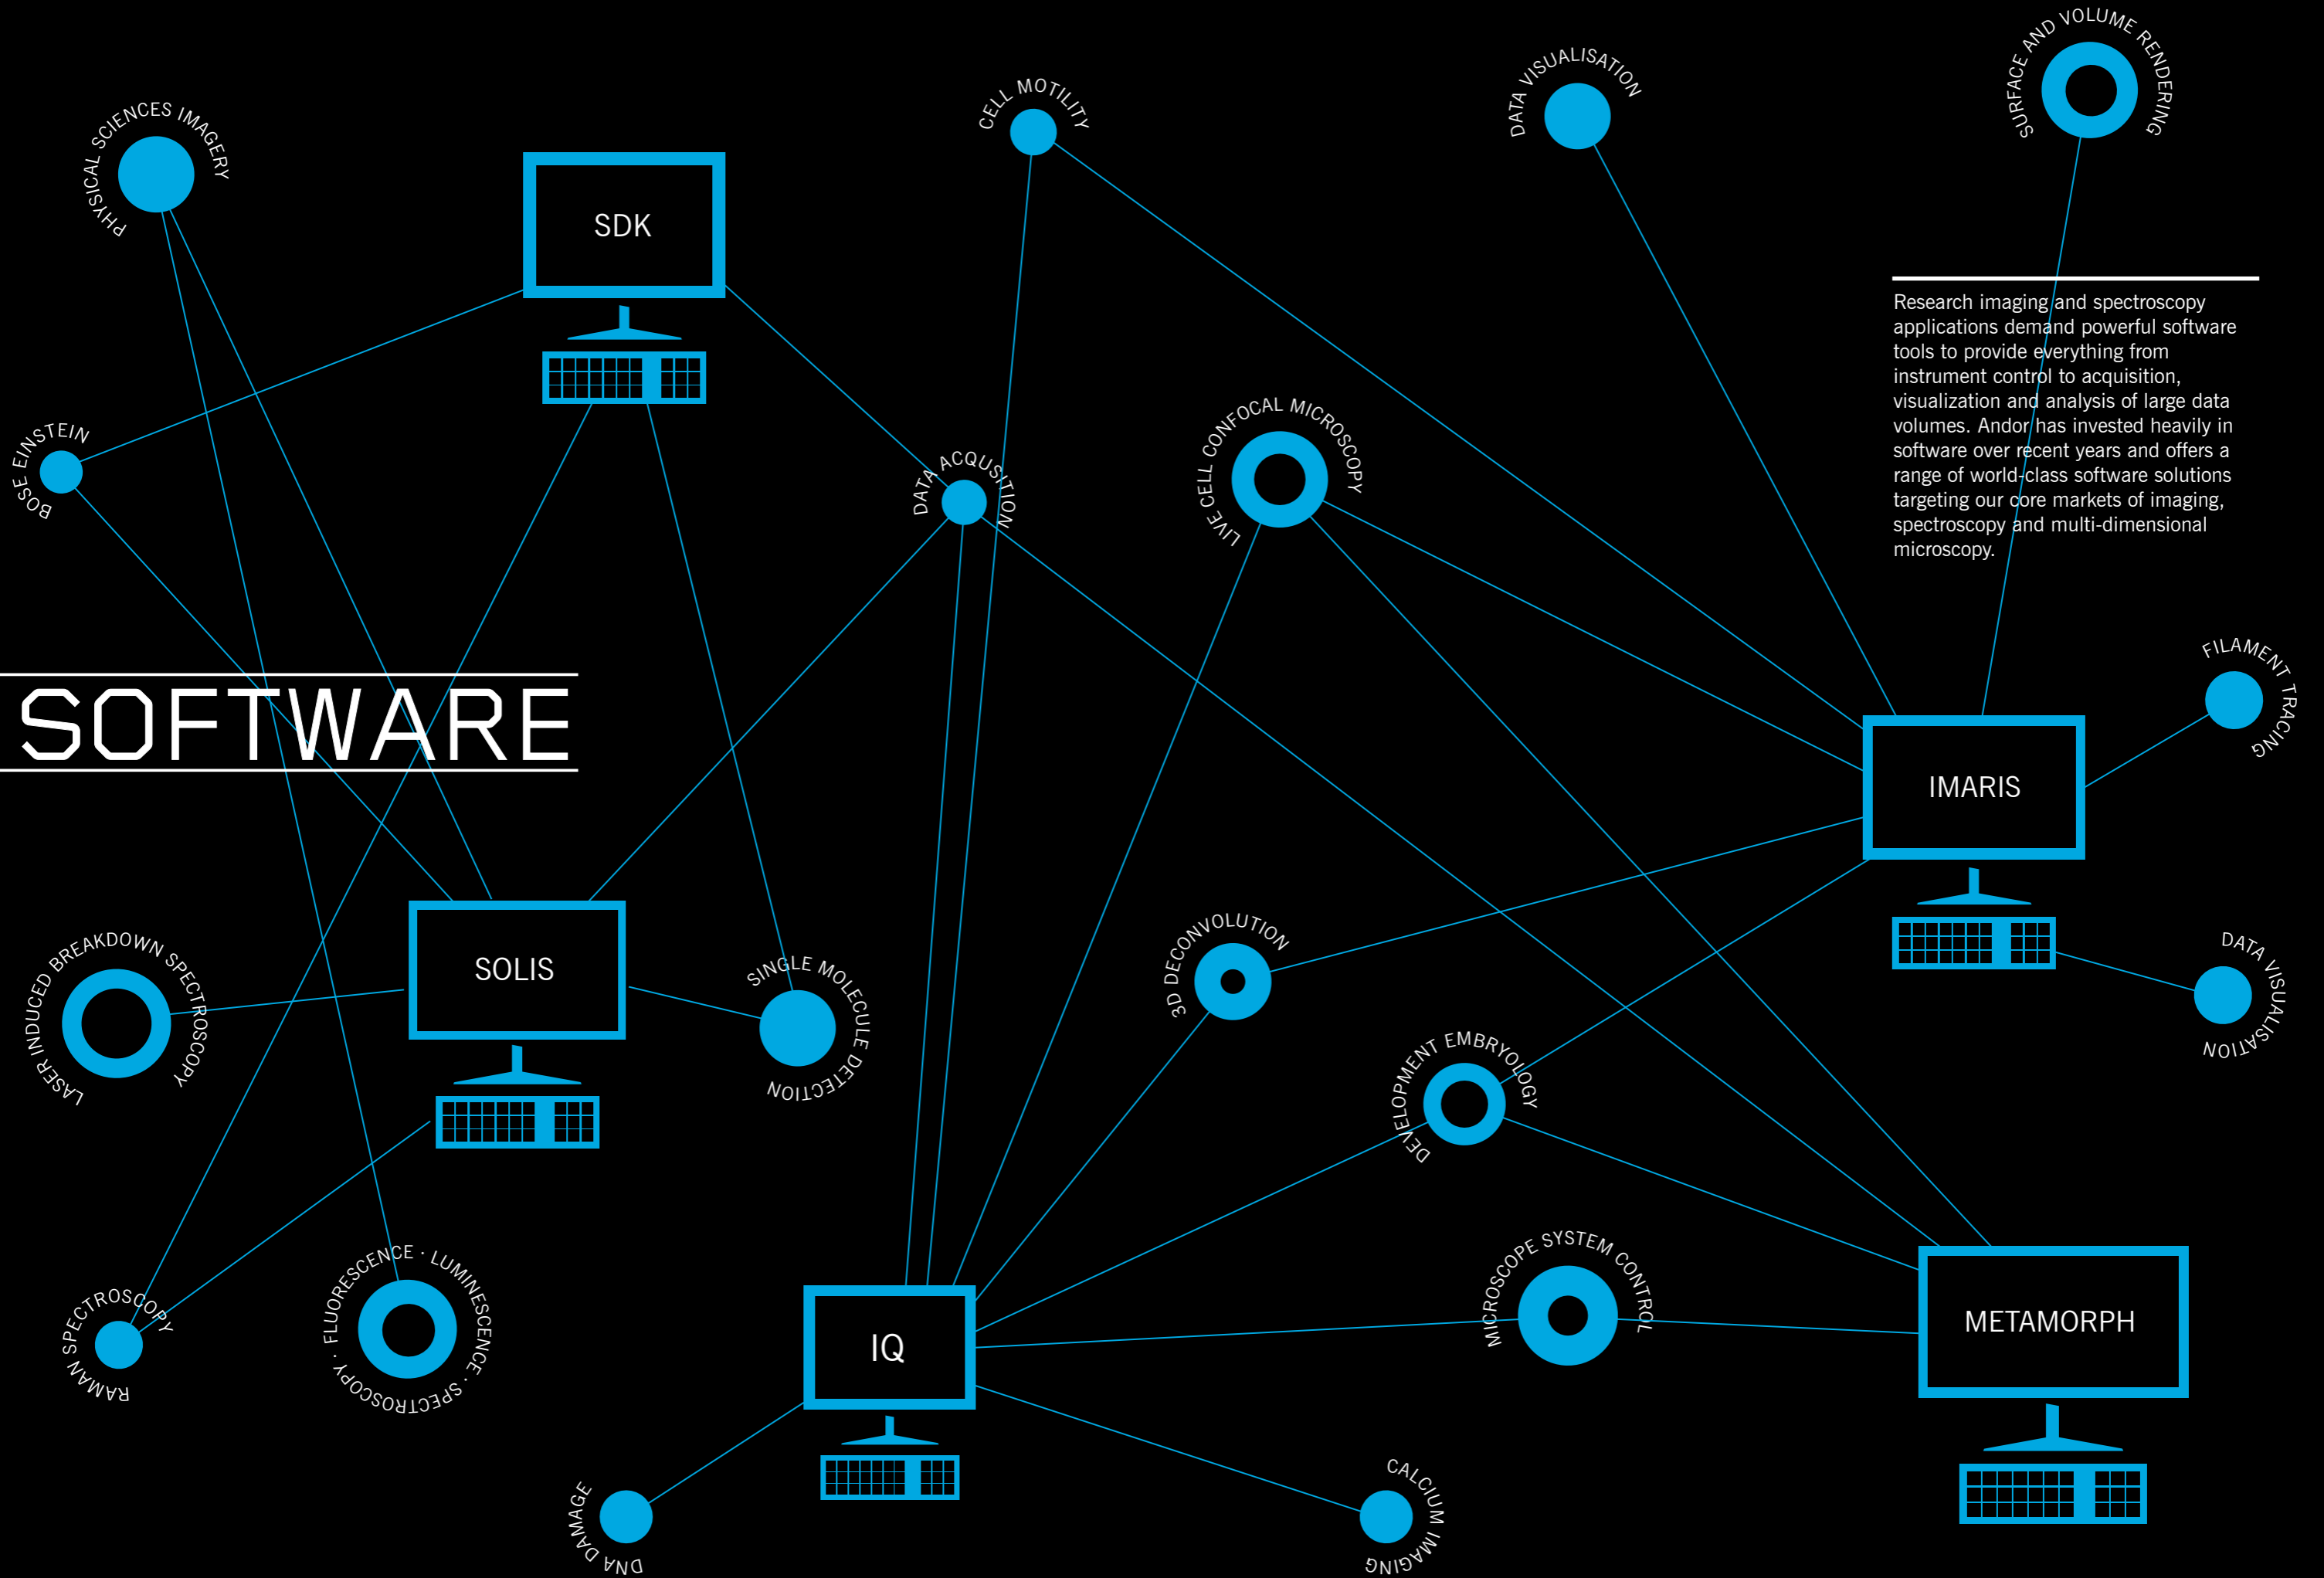 SURFACE AND VOLUME RENDERING
DATA VISUALISATION
CELL MOTILITY
PHYSICAL SCIENCES IMAGERY
SDK
Research imaging and spectroscopy
applications demand powerful software
tools to provide everything from
instrument control to acquisition,
visualization and analysis of large data
volumes. Andor has invested heavily in
software over recent years and offers a
range of world-class software solutions
targeting our core markets of imaging,
spectroscopy and multi-dimensional
microscopy.
BOSE EINSTEIN
DATA ACQUSITION
LIVE CELL CONFOCAL MICROSCOPY
FILAMENT TRACING
SOFTWARE
IMARIS
LASER INDUCED BREAKDOWN SPECTROSCOPY
SOLIS
SINGLE MOLECULE DETECTION
3D DECONVOLUTION
DATA VISUALISATION
DEVELOPMENT EMBRYOLOGY
RAMAN SPECTROSCOPY
FLUORESCENCE · LUMINESCENCE · SPECTROSCOPY ·
IQ
MICROSCOPE SYSTEM CONTROL
METAMORPH
DNA DAMAGE
CALCIUM IMAGING